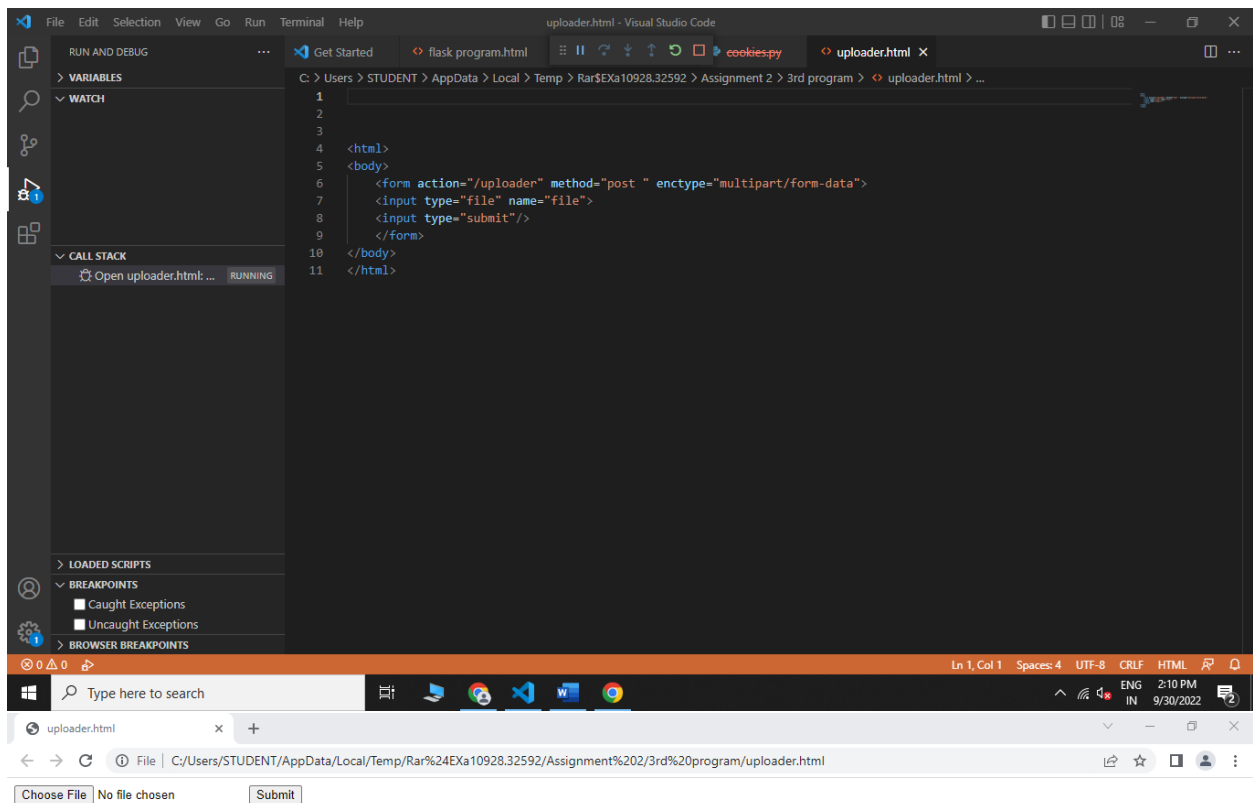 File Edit Selection View Go Run Terminal Help uploader.html - Visual Studio Code
RUN AND DEBUG ··· Get Started <> flask program.html cookies.py <> uploader.html ×
> VARIABLES C: > Users > STUDENT > AppData > Local > Temp > Rar$EXa10928.32592 > Assignment 2 > 3rd program > <> uploader.html > ...
WATCH
1
2
3
4 <html>
5 <body>
6 <form action="/uploader" method="post " enctype="multipart/form-data">
7 <input type="file" name="file">
8 <input type="submit"/>
9 </form>
10 </body>
11 </html>
CALL STACK
Open uploader.html: ... RUNNING
> LOADED SCRIPTS
BREAKPOINTS
Caught Exceptions
Uncaught Exceptions
> BROWSER BREAKPOINTS
1
1
0 0 Ln 1, Col 1 Spaces: 4 UTF-8 CRLF HTML
Type here to search ENG 2:10 PM
IN 9/30/2022 2
uploader.html × +
File | C:/Users/STUDENT/AppData/Local/Temp/Rar%24EXa10928.32592/Assignment%202/3rd%20program/uploader.html
Choose File No file chosen Submit